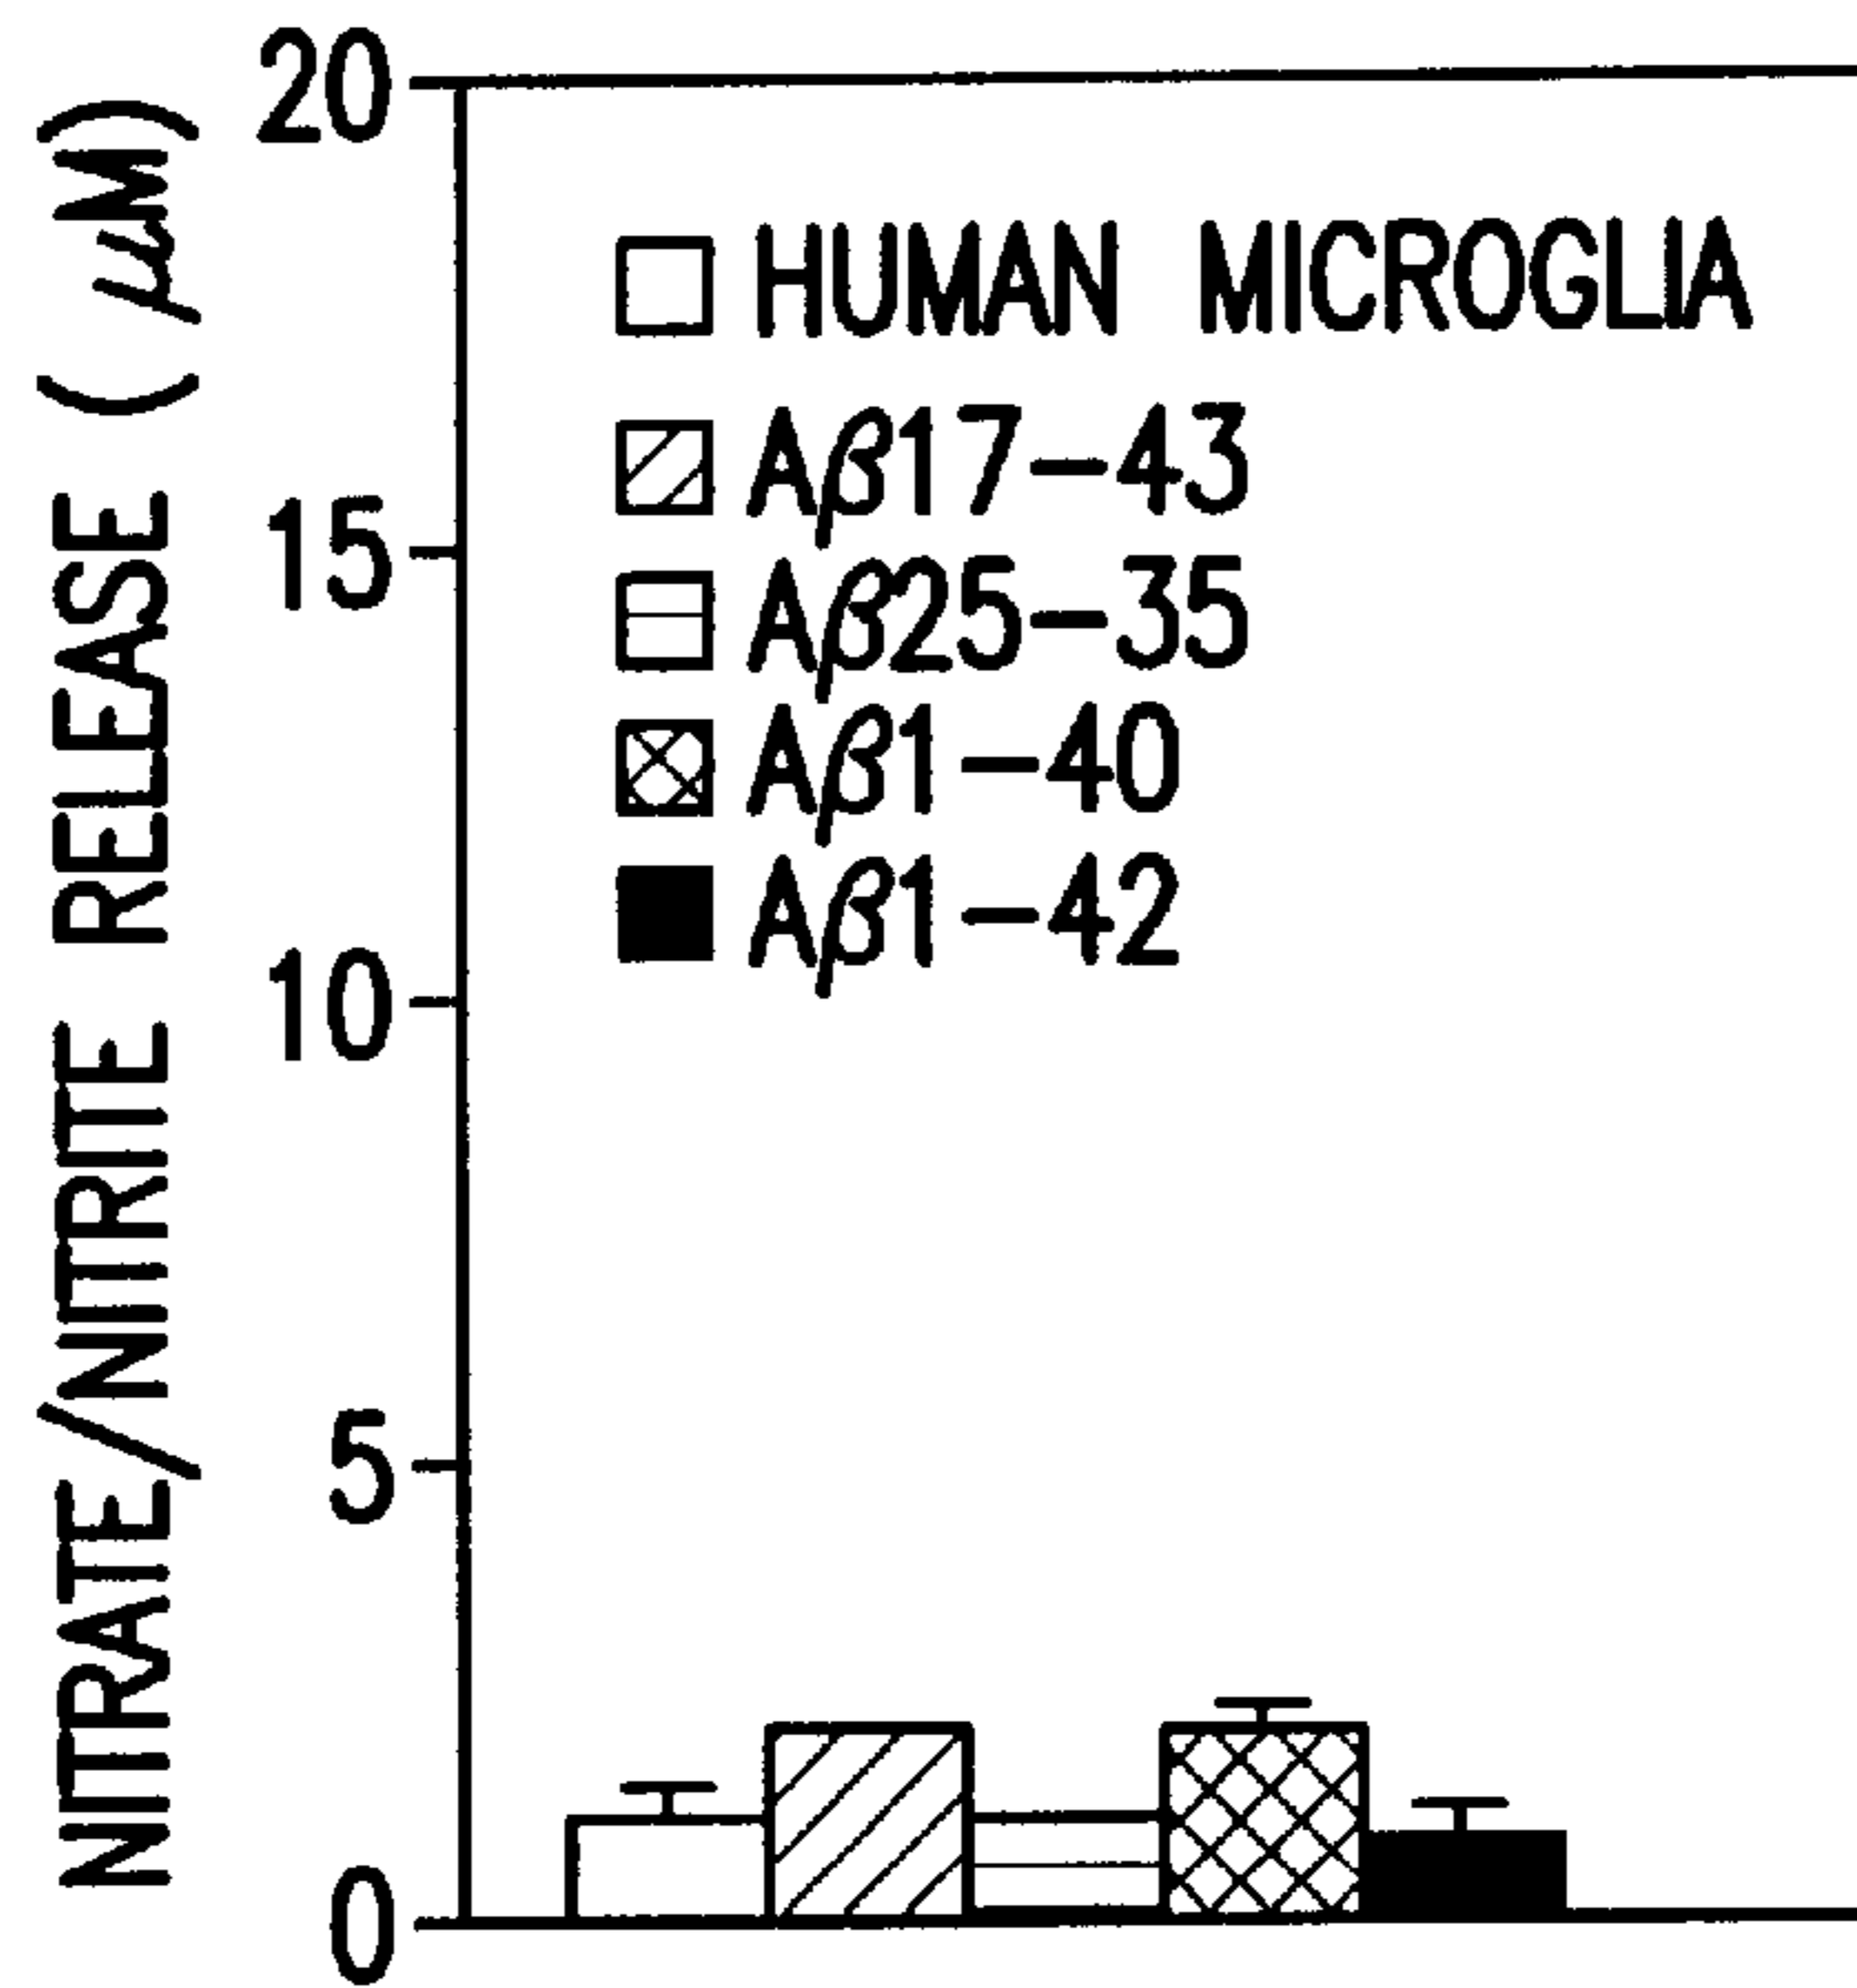 NITRATE/NITRITE RELEASE (μM)
20
15
10
5
0
HUMAN MICROGLIA
Aβ17-43
Aβ25-35
Aβ1-40
Aβ1-42